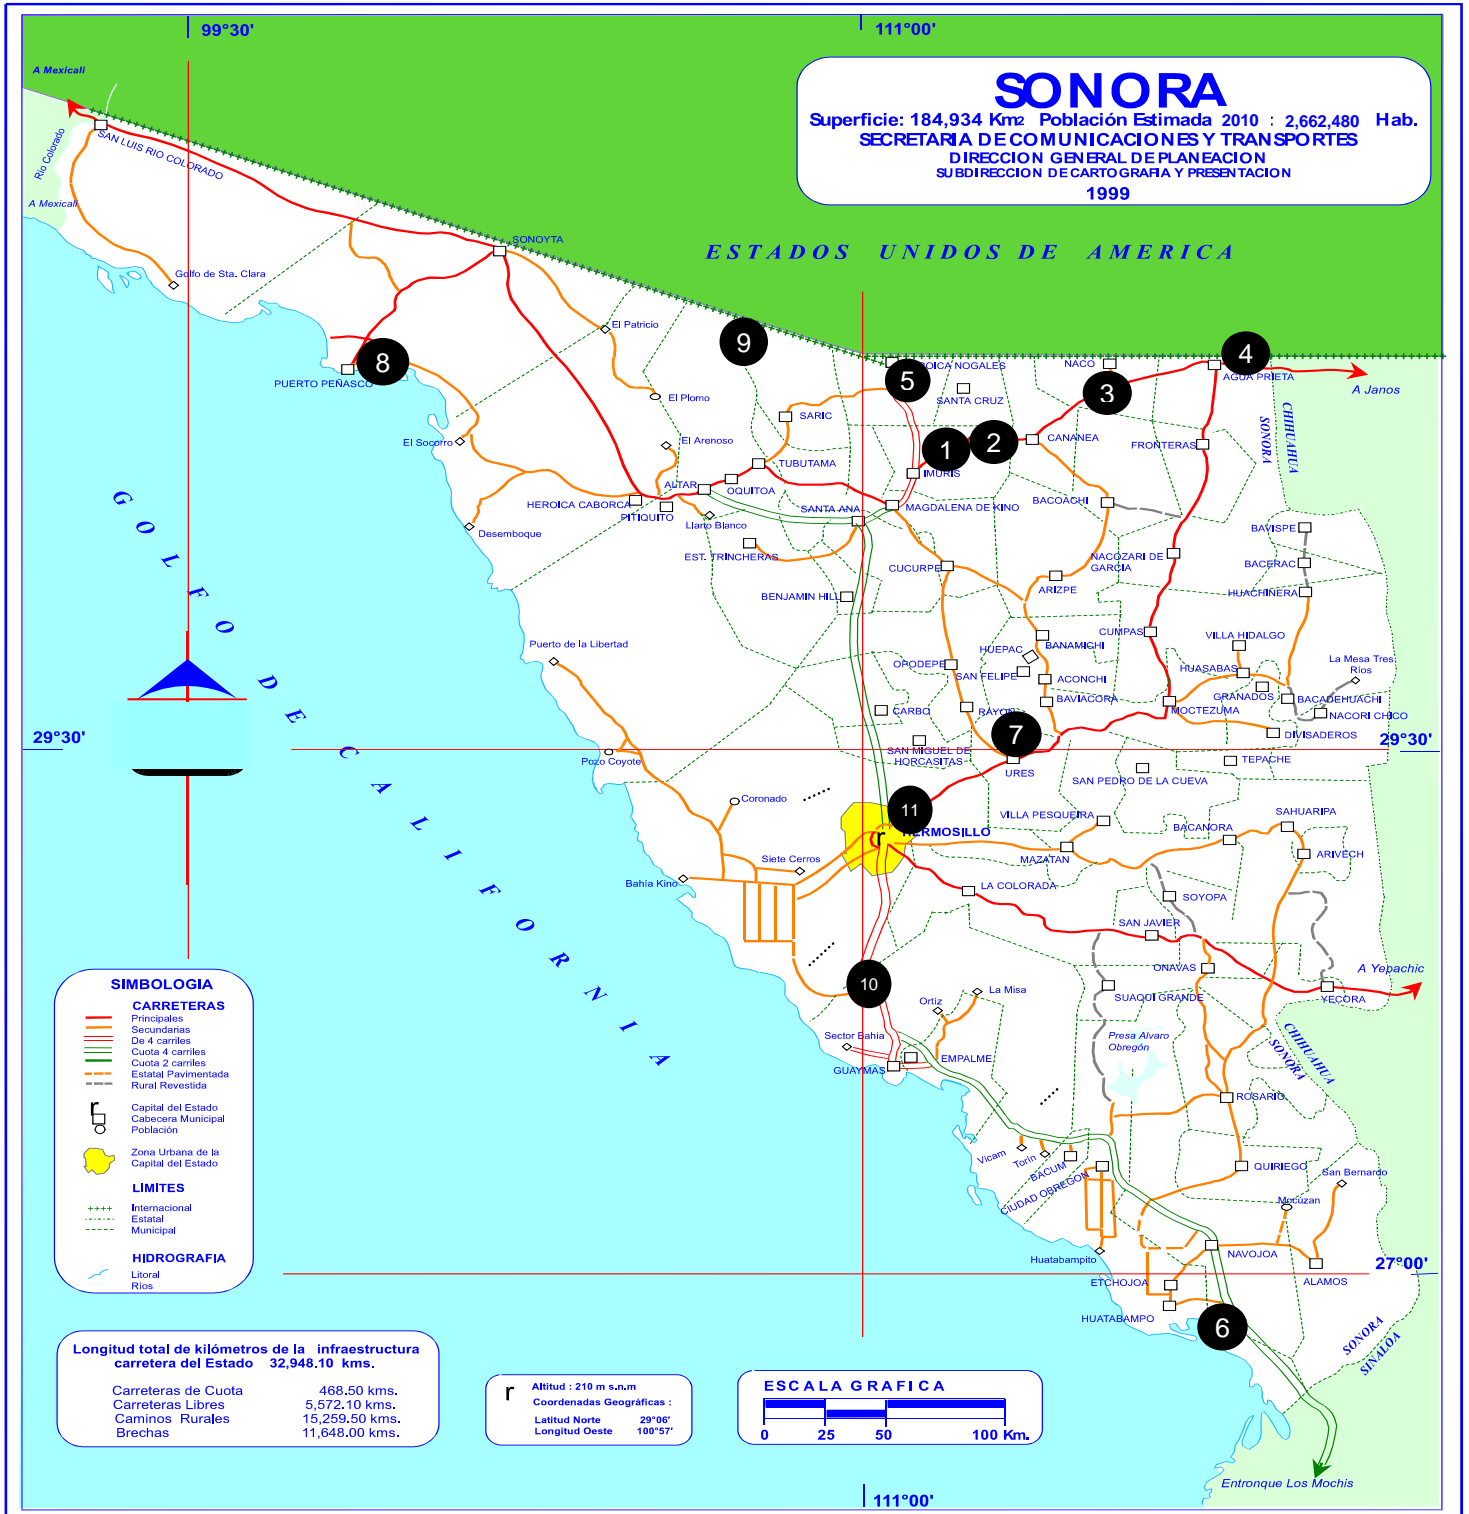 99°30'
111°00'
A Mexicali
SONORA
Superficie: 184,934 Km2 Población Estimada 2010 : 2,662,480 Hab.
SECRETARIA DE COMUNICACIONES Y TRANSPORTES
DIRECCION GENERAL DE PLANEACION
SUBDIRECCION DE CARTOGRAFIA Y PRESENTACION
1999
SAN LUIS RIO COLORADO
Río Colorado
A Mexicali
ESTADOS UNIDOS DE AMERICA
SONOYTA
Golfo de Sta. Clara
El Patricio
9
8
PUERTO PEÑASCO
5
NACO
4
AGUA PRIETA
A Janos
SANTA CRUZ
3
El Plomo
SARIC
El Socorro
El Arenoso
1
2
CANANEA
FRONTERAS
SONORA
CHIHUAHUA
TUBUTAMA
IMURIS
ALTAR
OQUITOA
HEROICA CABORCA
PITIQUITO
Llano Blanco
SANTA ANA
MAGDALENA DE KINO
BACOACHI
Desemboque
EST. TRINCHERAS
BAVISPE
NACOZARI DE
GARCIA
BACERAC
CUCURPE
ARIZPE
HUACHIÑERA
BENJAMIN HILL
CUMPAS
VILLA HIDALGO
BANAMICHI
HUEPAC
Puerto de la Libertad
OPODEPE
SAN FELIPE
ACONCHI
HUASABAS
La Mesa Tres
Ríos
GRANADOS
BACADEHUACHI
BAVIACORA
CARBO
RAYON
MOCTEZUMA
NACORI CHICO
GOLFO DE CALIFORNIA
29°30'
7
DIVISADEROS
29°30'
SAN MIGUEL DE
HORCASITAS
Pozo Coyote
URES
SAN PEDRO DE LA CUEVA
TEPACHE
Coronado
11
VILLA PESQUEIRA
SAHUARIPA
BACANORA
r
HERMOSILLO
MAZATAN
ARIVECH
Siete Cerros
Bahia Kino
LA COLORADA
SOYOPA
SAN JAVIER
ONAVAS
A Yepachic
10
La Misa
SUAQUI GRANDE
YECORA
Ortiz
Sector Bahia
Presa Alvaro
Obregón
CHIHUAHUA
SONORA
EMPALME
GUAYMAS
ROSARIO
Vicam
Torin
BACUM
CIUDAD OBREGON
QUIRIEGO
San Bernardo
Mocuzan
Huatabampito
NAVOJOA
27°00'
ETCHOJOA
ALAMOS
HUATABAMPO
6
SONORA
SINALOA
Entronque Los Mochis
SIMBOLOGIA
CARRETERAS
Principales
Secundarias
De 4 carriles
Cuota 4 carriles
Cuota 2 carriles
Estatal Pavimentada
Rural Revestida
r
Capital del Estado
Cabecera Municipal
Población
Zona Urbana de la
Capital del Estado
LIMITES
Internacional
Estatal
Municipal
HIDROGRAFIA
Litoral
Ríos
Longitud total de kilómetros de la infraestructura
carretera del Estado 32,948.10 kms.
Carreteras de Cuota 468.50 kms.
Carreteras Libres 5,572.10 kms.
Caminos Rurales 15,259.50 kms.
Brechas 11,648.00 kms.
r
Altitud : 210 m s.n.m
Coordenadas Geográficas :
Latitud Norte 29°06'
Longitud Oeste 100°57'
ESCALA GRAFICA
0 25 50 100 Km.
111°00'